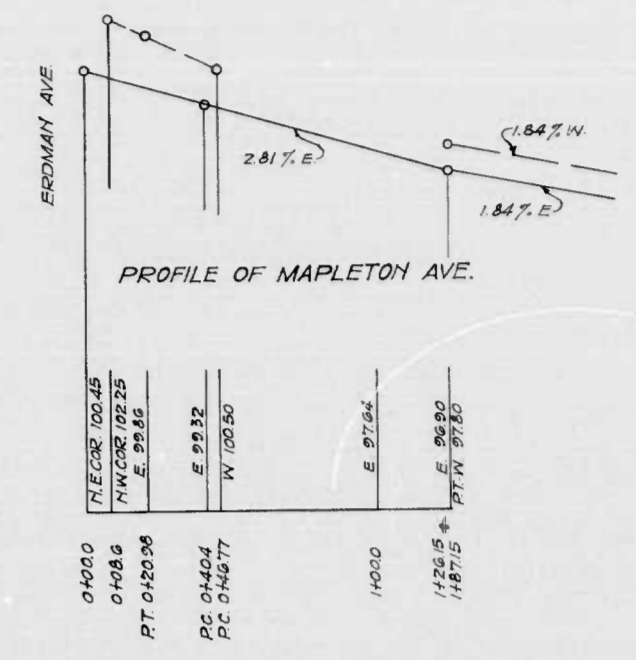 ERDMAN AVE.
2.81% E.
1.84% W.
1.84% E.
PROFILE OF MAPLETON AVE.
N.E. COR. 100.45
N.W. COR. 102.25
E. 99.86
E. 99.32
W. 100.50
E. 97.64
E. 96.90
P.T. W. 97.80
0+00.0
0+08.6
P.T. 0+20.98
P.C. 0+40.4
P.C. 0+46.77
1+00.0
1+26.15
1+87.15